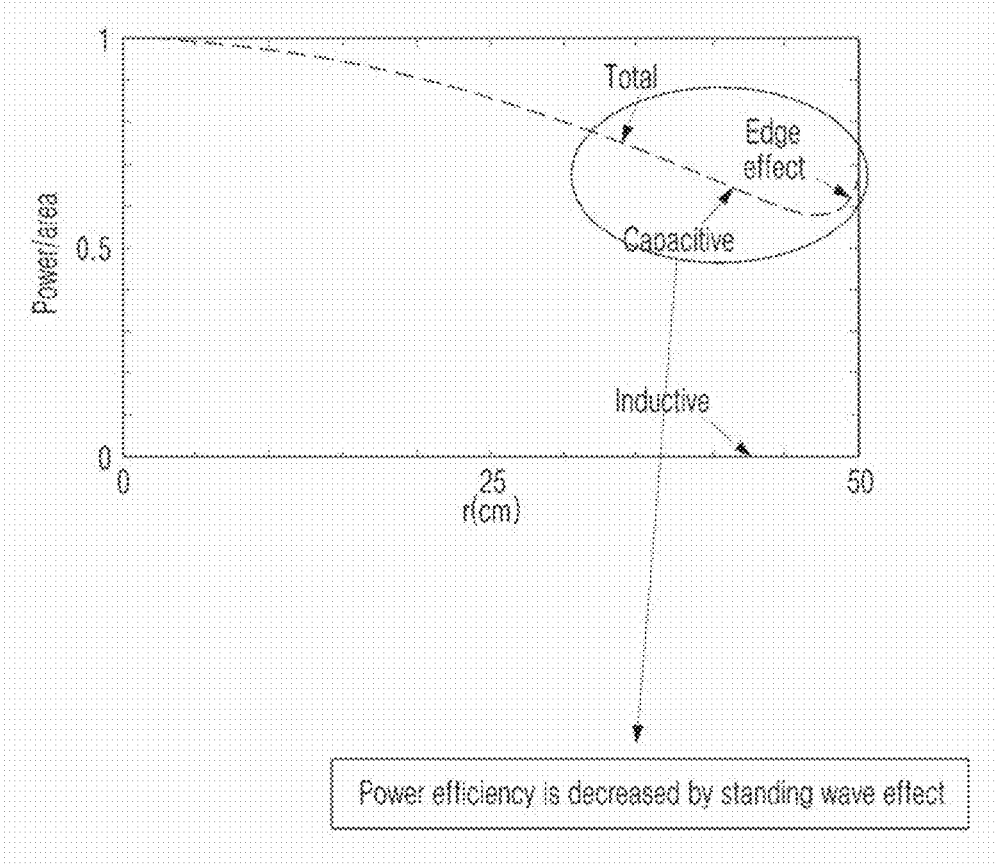 1
Total
Edge
effect
Power/area
0.5
Capacitive
Inductive
0
0
25
50
r(cm)
Power efficiency is decreased by standing wave effect